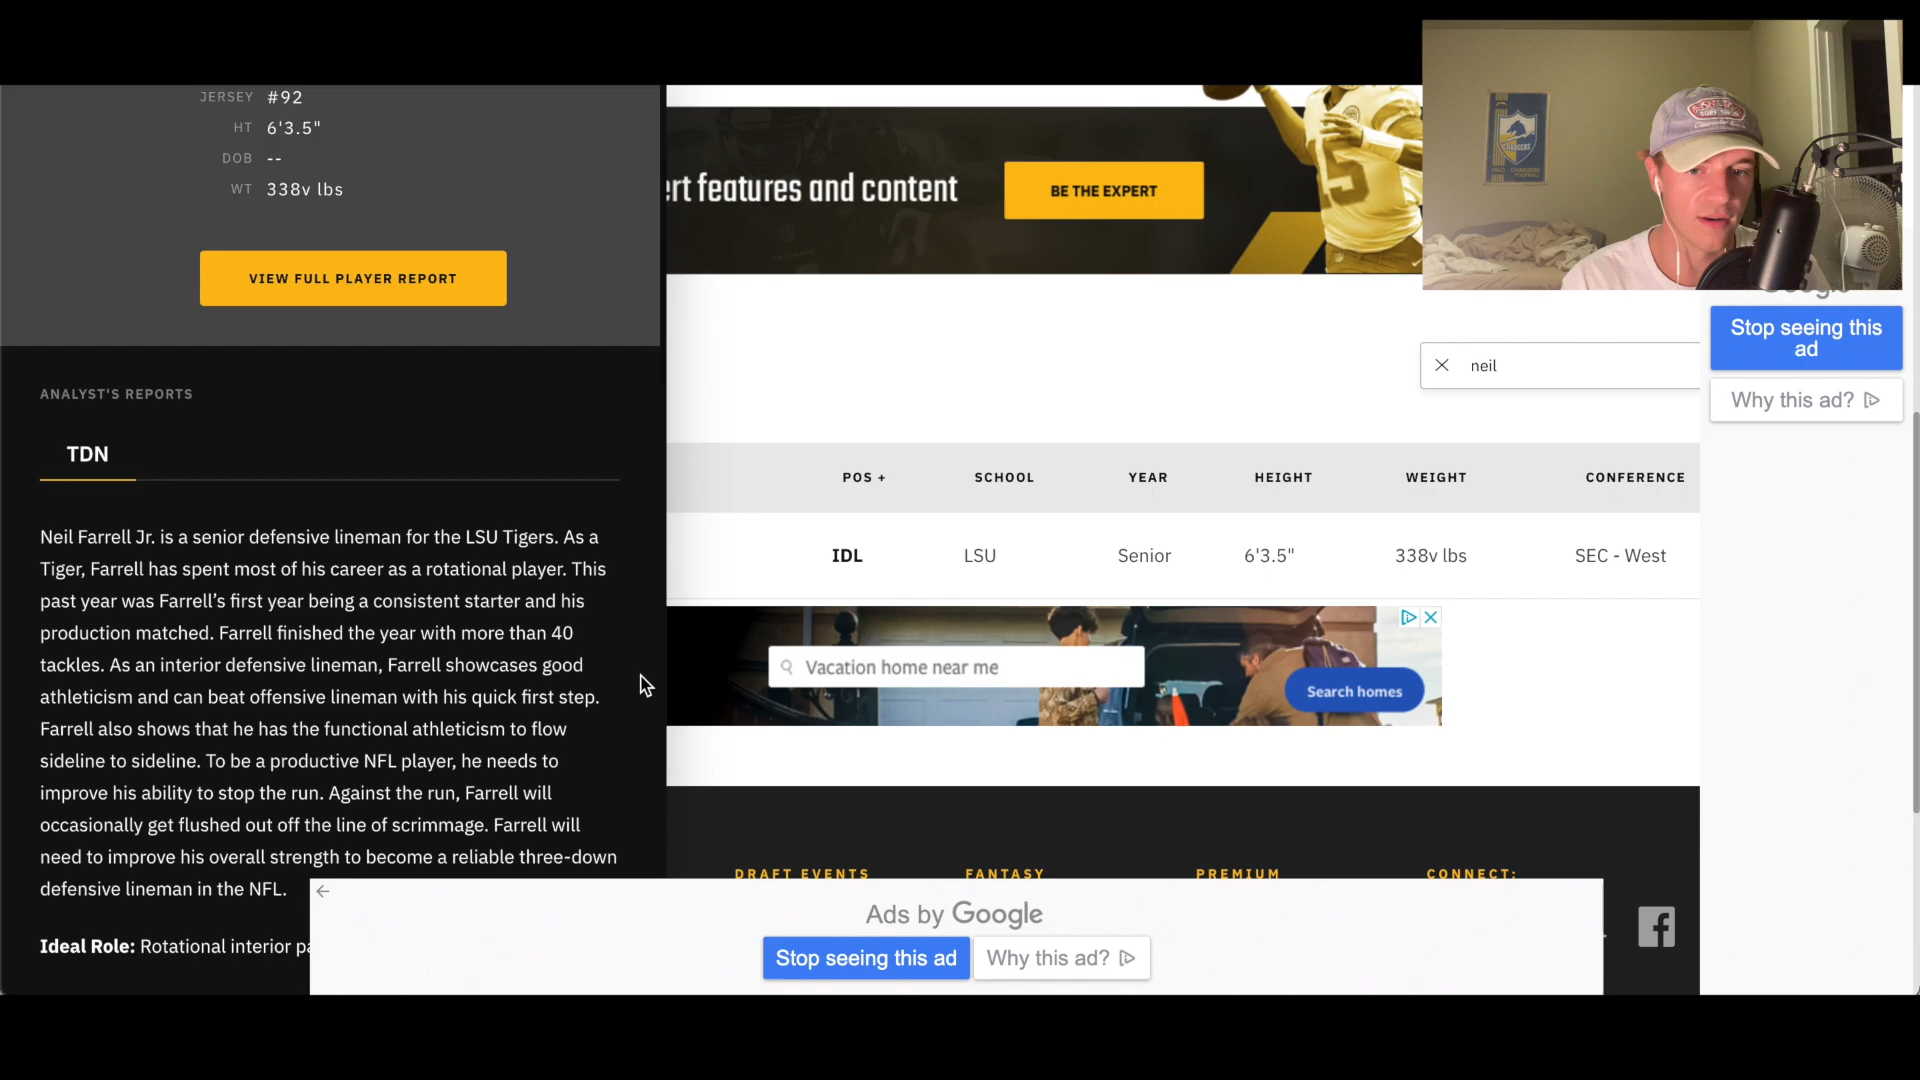 JERSEY #92
HT 6'3.5"
DOB --
WT 338v lbs
VIEW FULL PLAYER REPORT
ANALYST'S REPORTS
TDN
Neil Farrell Jr. is a senior defensive lineman for the LSU Tigers. As a
Tiger, Farrell has spent most of his career as a rotational player. This
past year was Farrell’s first year being a consistent starter and his
production matched. Farrell finished the year with more than 40
tackles. As an interior defensive lineman, Farrell showcases good
athleticism and can beat offensive lineman with his quick first step.
Farrell also shows that he has the functional athleticism to flow
sideline to sideline. To be a productive NFL player, he needs to
improve his ability to stop the run. Against the run, Farrell will
occasionally get flushed out off the line of scrimmage. Farrell will
need to improve his overall strength to become a reliable three-down
defensive lineman in the NFL.
Ideal Role: Rotational interior
features and content
BE THE EXPERT
15
CHARGERS
Stop seeing this
ad
Why this ad?
neil
POS + SCHOOL YEAR HEIGHT WEIGHT CONFERENCE
IDL LSU Senior 6'3.5" 338v lbs SEC - West
Vacation home near me
Search homes
DRAFT EVENTS FANTASY PREMIUM CONNECT:
Ads by Google
Stop seeing this ad
Why this ad?